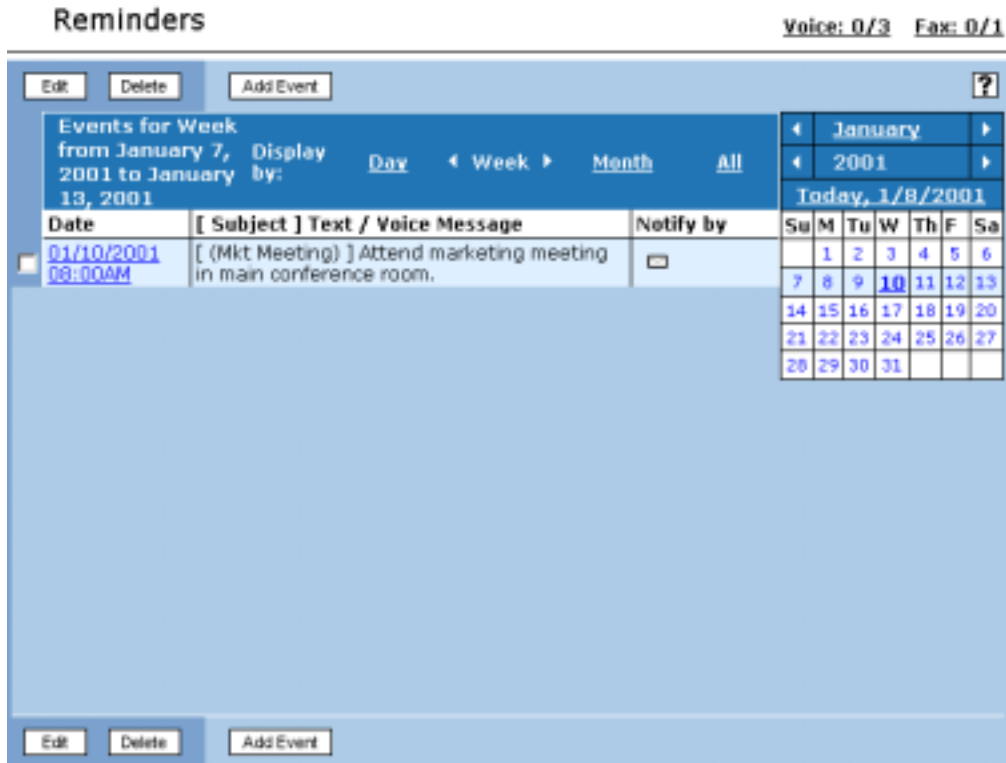 Reminders
Voice: 0/3 Fax: 0/1
Edit Delete Add Event ?
Events for Week
from January 7,
2001 to January
13, 2001
Display
by:
Day Week Month All
January
2001
Today, 1/8/2001
Date [ Subject ] Text / Voice Message Notify by
01/10/2001
08:00AM
[ (Mkt Meeting) ] Attend marketing meeting
in main conference room.
Su M Tu W Th F Sa
1 2 3 4 5 6
7 8 9 10 11 12 13
14 15 16 17 18 19 20
21 22 23 24 25 26 27
28 29 30 31
Edit Delete Add Event